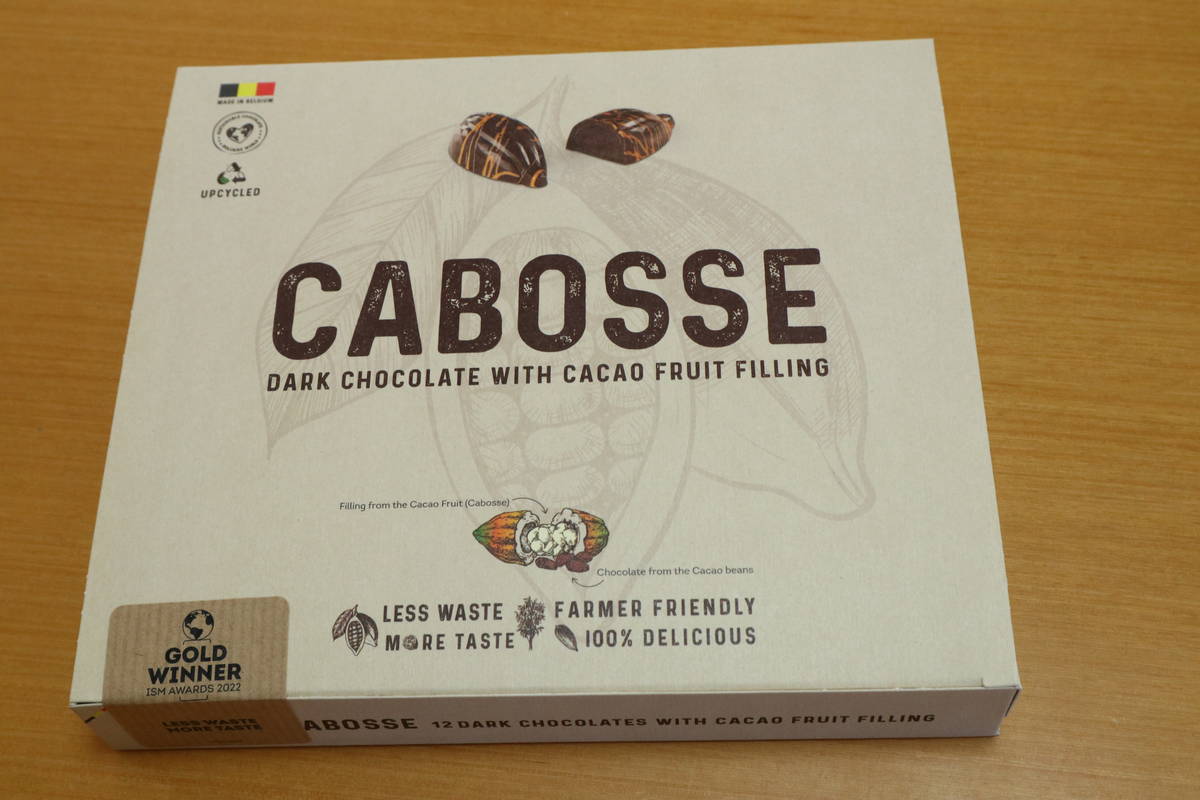 MADE IN BELGIUM
UPCYCLED
CABOSSE
DARK CHOCOLATE WITH CACAO FRUIT FILLING
Filling from the Cacao Fruit (Cabosse)
Chocolate from the Cacao beans
LESS WASTE
MORE TASTE
FARMER FRIENDLY
100% DELICIOUS
GOLD
WINNER
ISM AWARDS 2022
LESS WASTE
MORE TASTE
ABOSSE 12 DARK CHOCOLATES WITH CACAO FRUIT FILLING